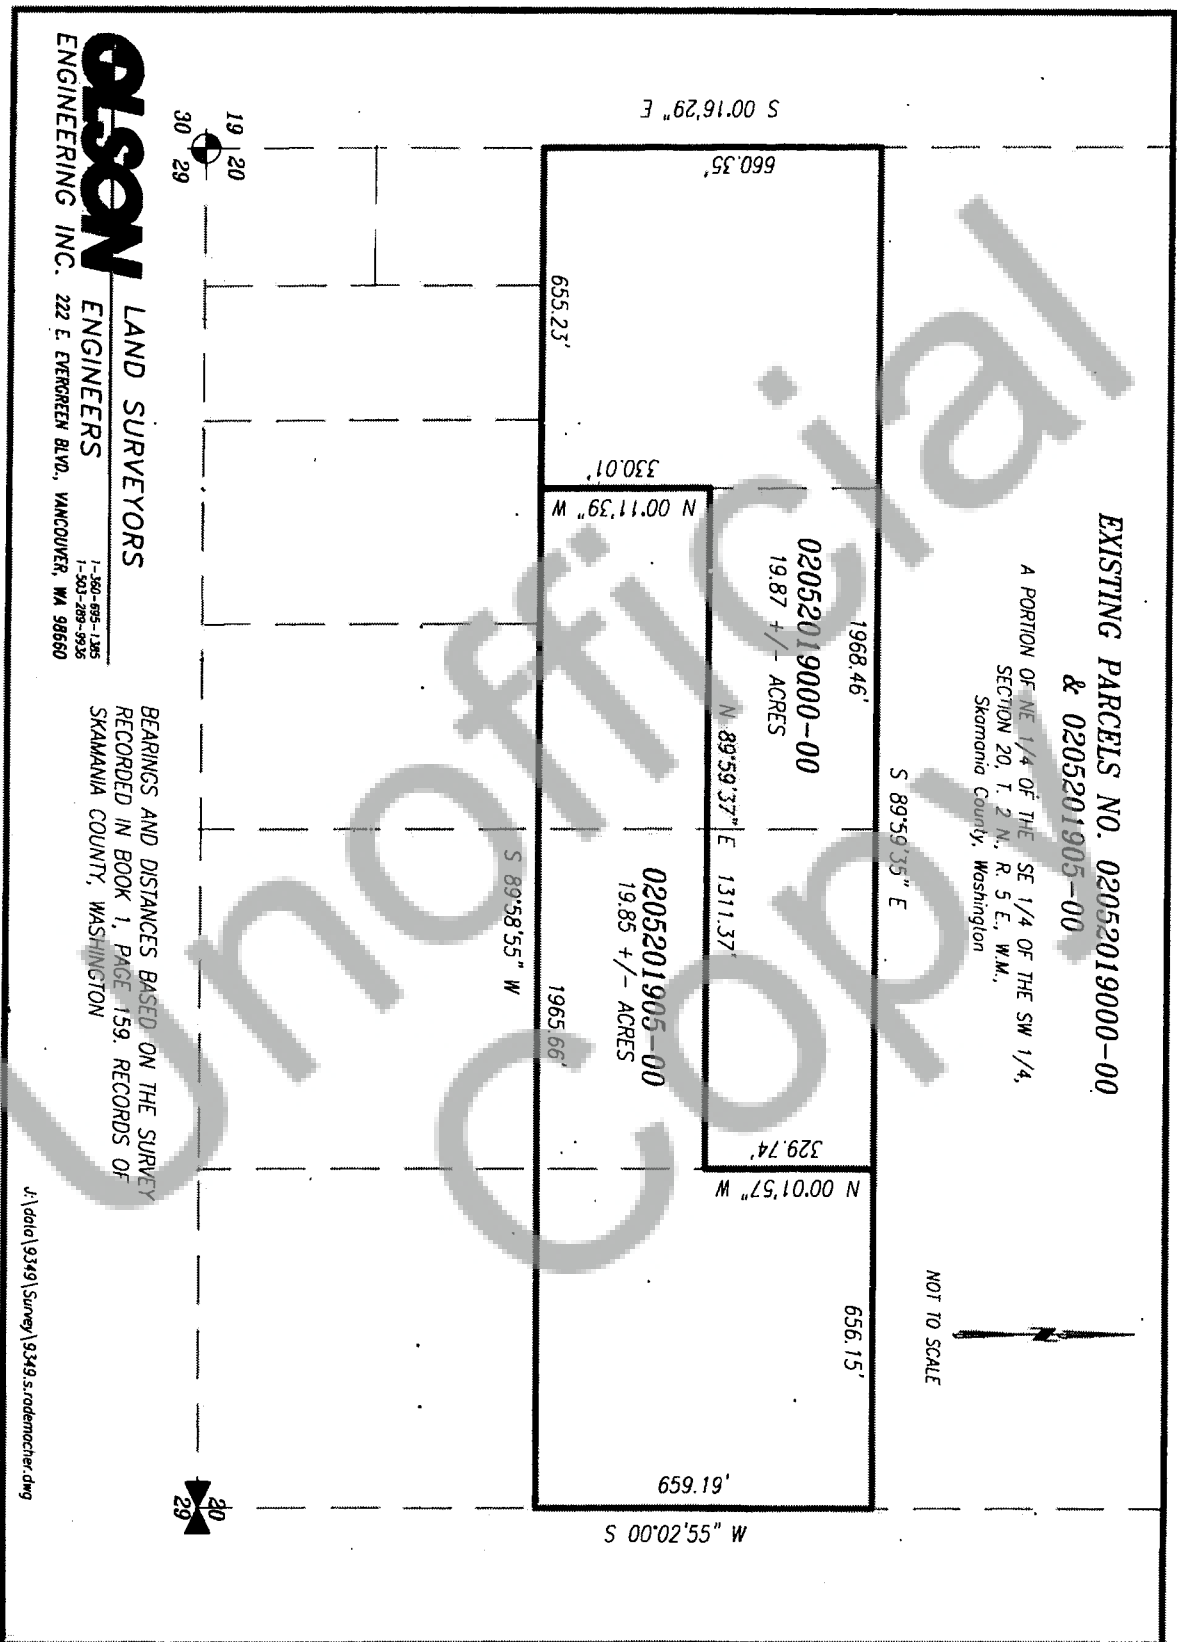 EXISTING PARCELS NO. 02052019000-00
& 0205201905-00
A PORTION OF NE 1/4 OF THE SE 1/4 OF THE SW 1/4,
SECTION 20, T. 2 N., R. 5 E., W.M.,
Skamania County, Washington
NOT TO SCALE
N
S 89°59'35" E
1968.46'
656.15'
S 00°16'29" E
660.35'
02052019000-00
19.87 +/- ACRES
329.74'
N 00°01'57" W
N 89°59'37" E 1311.37'
330.01'
N 00°11'39" W
0205201905-00
19.85 +/- ACRES
659.19'
S 00°02'55" W
655.23'
1965.66'
S 89°58'55" W
19 20
30 29
20
29
OLSON
ENGINEERING INC.
LAND SURVEYORS
ENGINEERS
1-360-695-1385
1-503-289-9936
222 E. EVERGREEN BLVD., VANCOUVER, WA 98660
BEARINGS AND DISTANCES BASED ON THE SURVEY
RECORDED IN BOOK 1, PAGE 159. RECORDS OF
SKAMANIA COUNTY, WASHINGTON
J:\data\9349\Survey\9349.s.rademacher.dwg
Unofficial
Copy